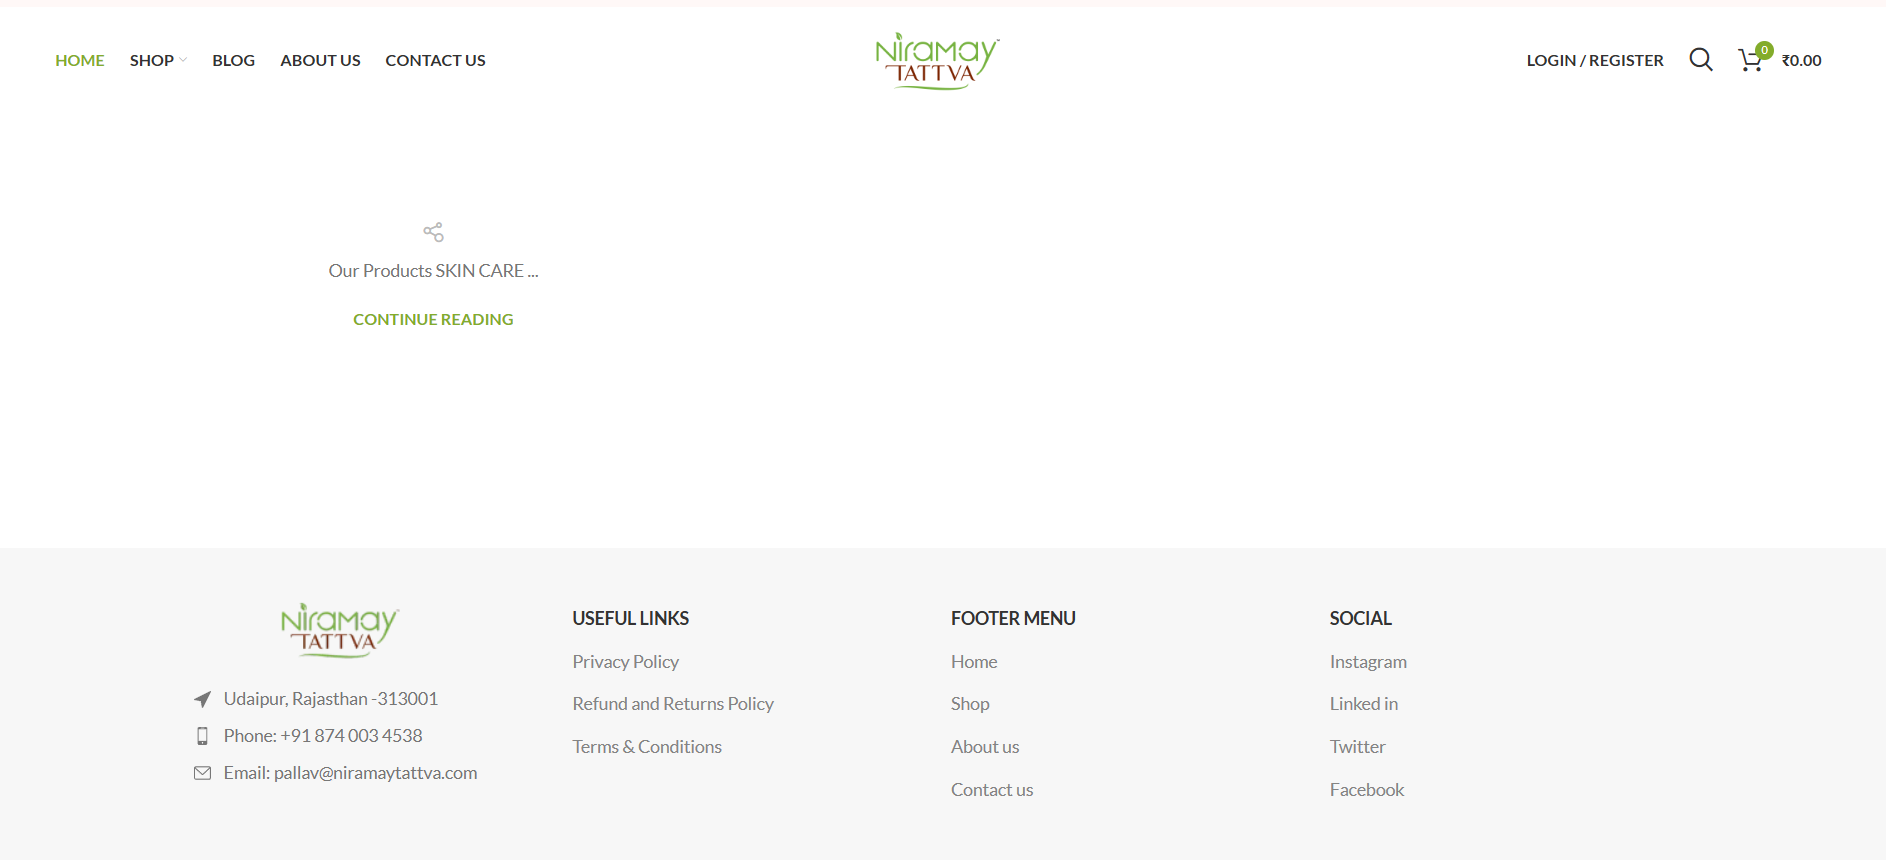 HOME SHOP BLOG ABOUT US CONTACT US
Niramay
TATTVA
LOGIN / REGISTER 0 ₹0.00
Our Products SKIN CARE ...
CONTINUE READING
Niramay
TATTVA
Udaipur, Rajasthan -313001
Phone: +91 874 003 4538
Email: pallav@niramaytattva.com
USEFUL LINKS
Privacy Policy
Refund and Returns Policy
Terms & Conditions
FOOTER MENU
Home
Shop
About us
Contact us
SOCIAL
Instagram
Linked in
Twitter
Facebook